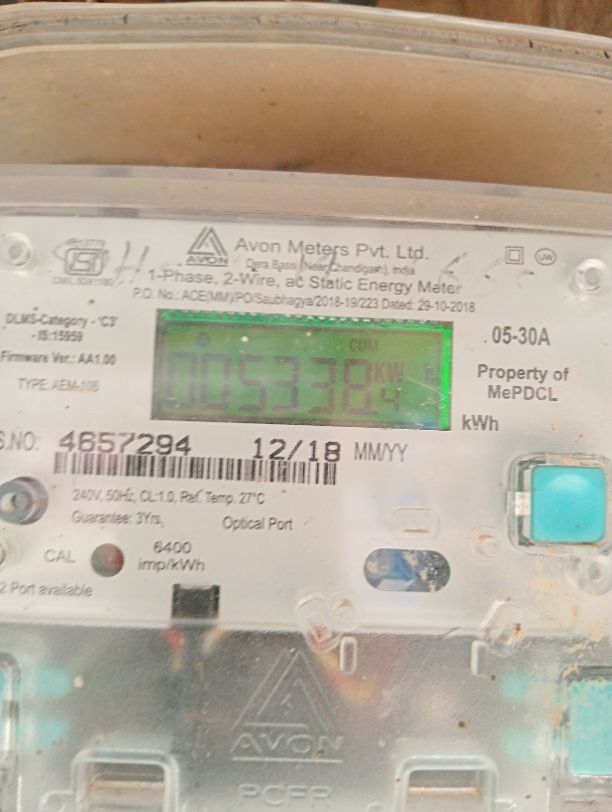 AVON
Avon Meters Pvt. Ltd.
Dera Bassi (Near Chandigarh), India
1-Phase, 2-Wire, ac Static Energy Meter
P.O. No.: ACE(MM)/PO/Saubhagya/2018-19/223 Dated: 29-10-2018
UW
DLMS-Category - 'C3'
- IS:15959
Firmware Ver.: AA1.00
TYPE: AEM-106
CUM
005338.4 KW
05-30A
Property of
MePDCL
kWh
S.NO: 4657294 12/18 MM/YY
240V, 50Hz, CL:1.0, Ref. Temp. 27°C
Guarantee: 3Yrs. Optical Port
CAL
6400
imp/kWh
2 Port available
AVON